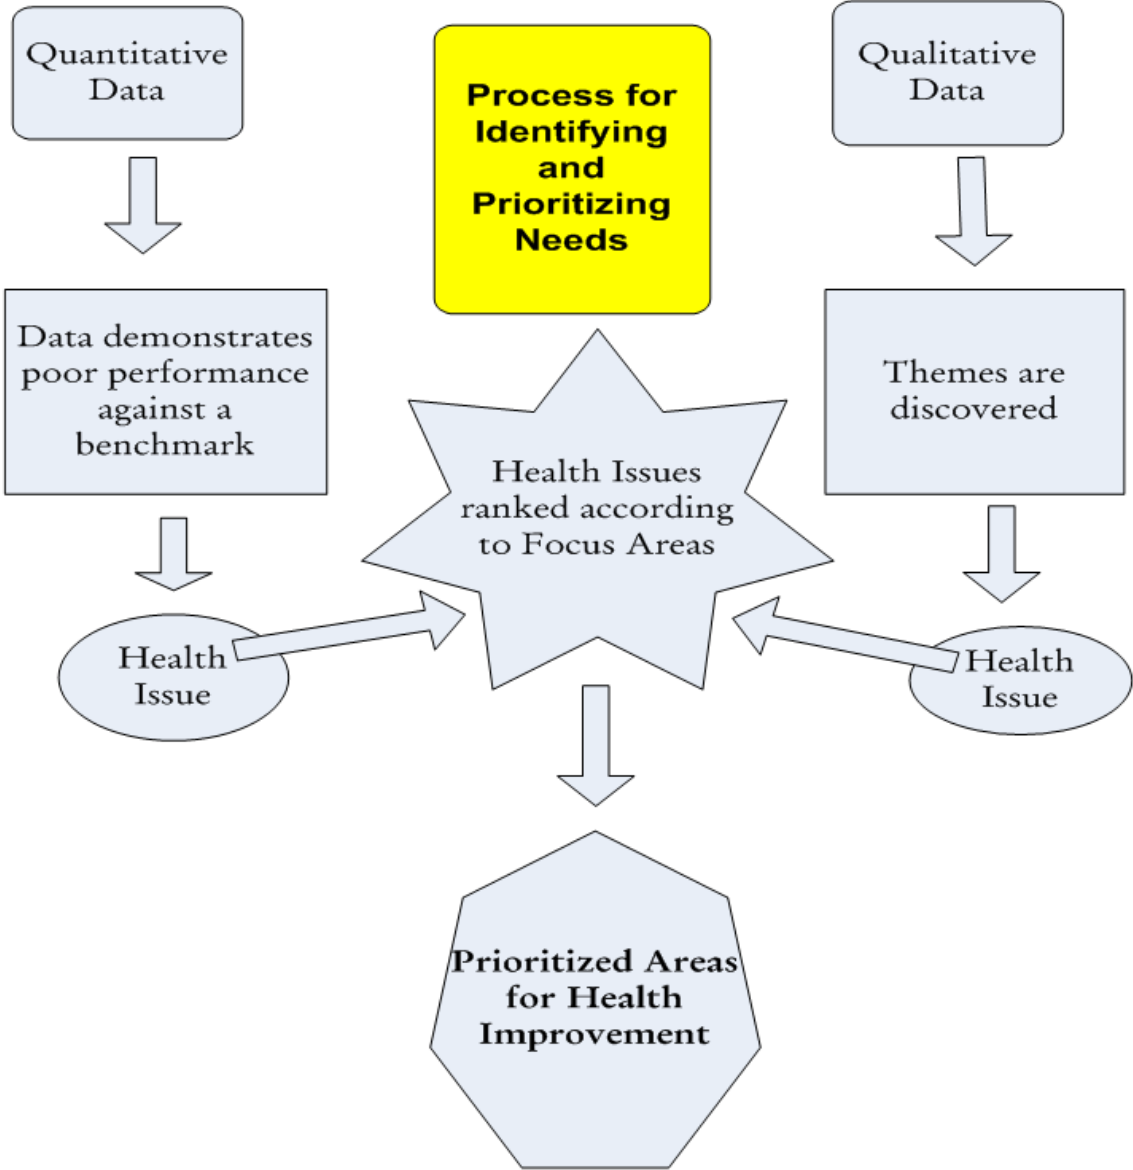 Quantitative
Data
Process for
Identifying
and
Prioritizing
Needs
Qualitative
Data
Data demonstrates
poor performance
against a
benchmark
Themes are
discovered
Health Issues
ranked according
to Focus Areas
Health
Issue
Health
Issue
Prioritized Areas
for Health
Improvement